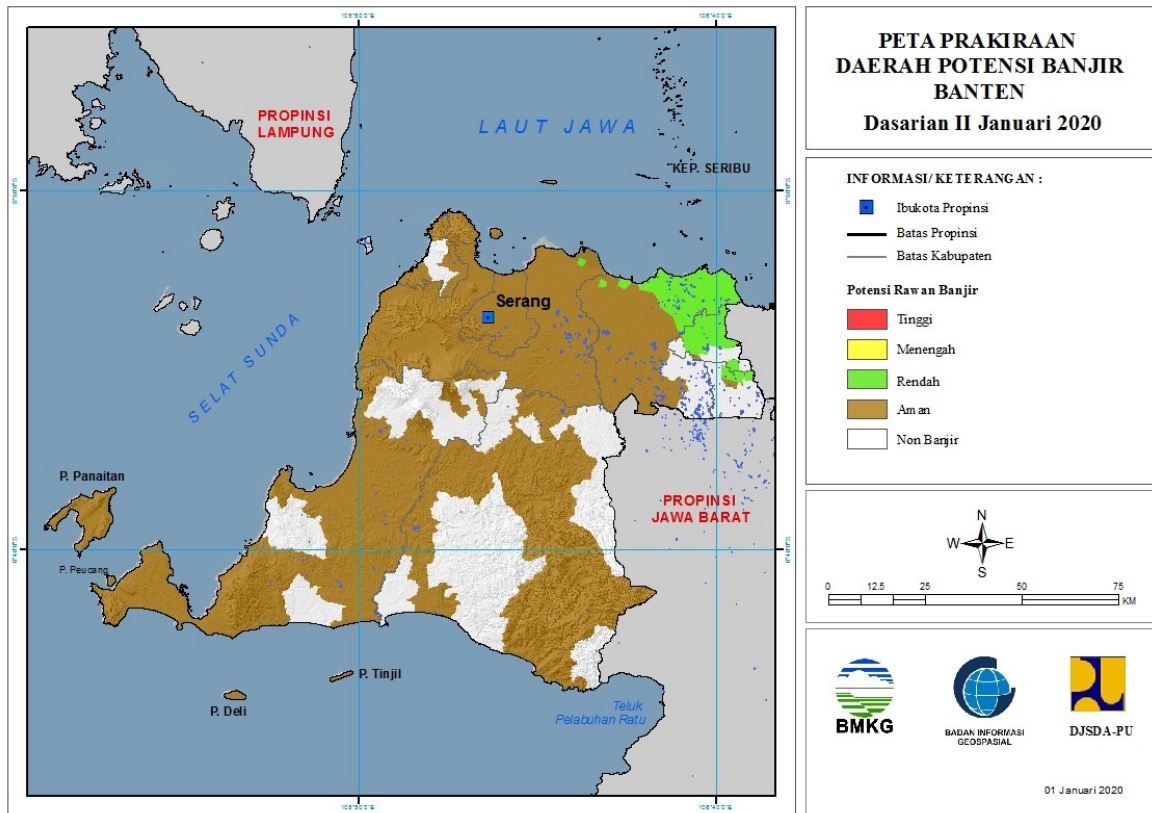 PETA PRAKIRAAN
DAERAH POTENSI BANJIR
BANTEN
Dasarian II Januari 2020
INFORMASI/ KETERANGAN :
Ibukota Propinsi
Batas Propinsi
Batas Kabupaten
Potensi Rawan Banjir
Tinggi
Menengah
Rendah
Aman
Non Banjir
N
W E
S
0 12.5 25 50 75
KM
BMKG
BADAN INFORMASI
GEOSPASIAL
DJSDA-PU
01 Januari 2020
PROPINSI
LAMPUNG
LAUT JAWA
KEP. SERIBU
Serang
SELAT SUNDA
P. Panaitan
P. Peucang
PROPINSI
JAWA BARAT
P. Tinjil
P. Deli
Teluk
Pelabuhan Ratu